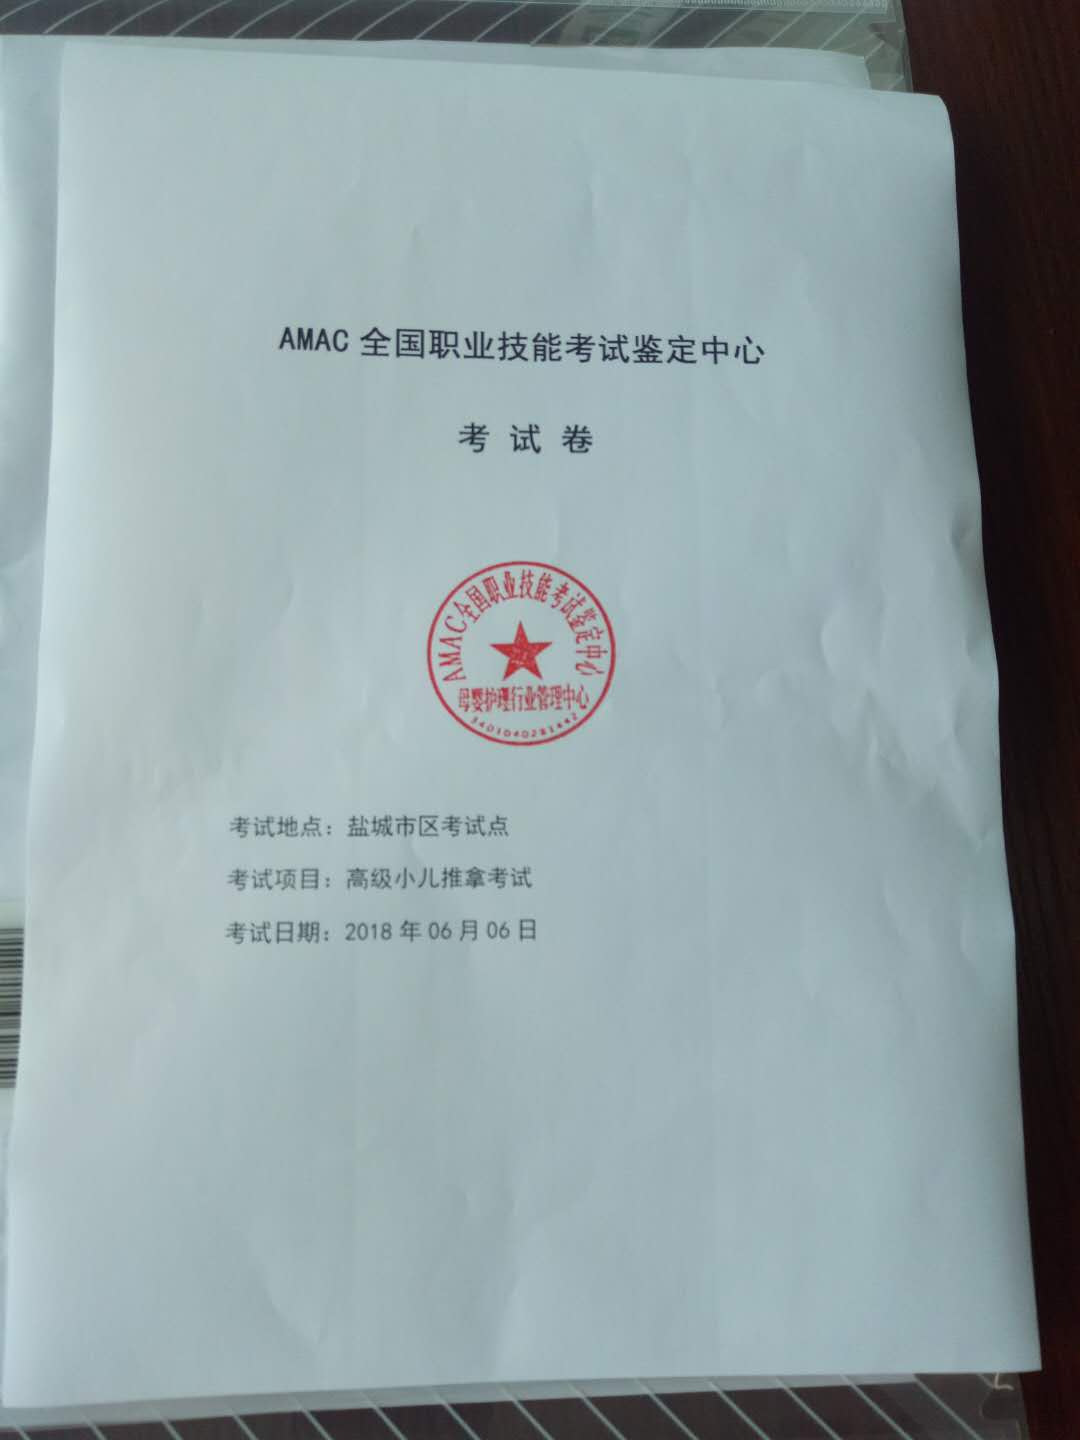 AMAC 全国职业技能考试鉴定中心
考 试 卷
AMAC全国职业技能考试鉴定中心
母婴护理行业管理中心
3401040281442
考试地点：盐城市区考试点
考试项目：高级小儿推拿考试
考试日期：2018 年 06 月 06 日